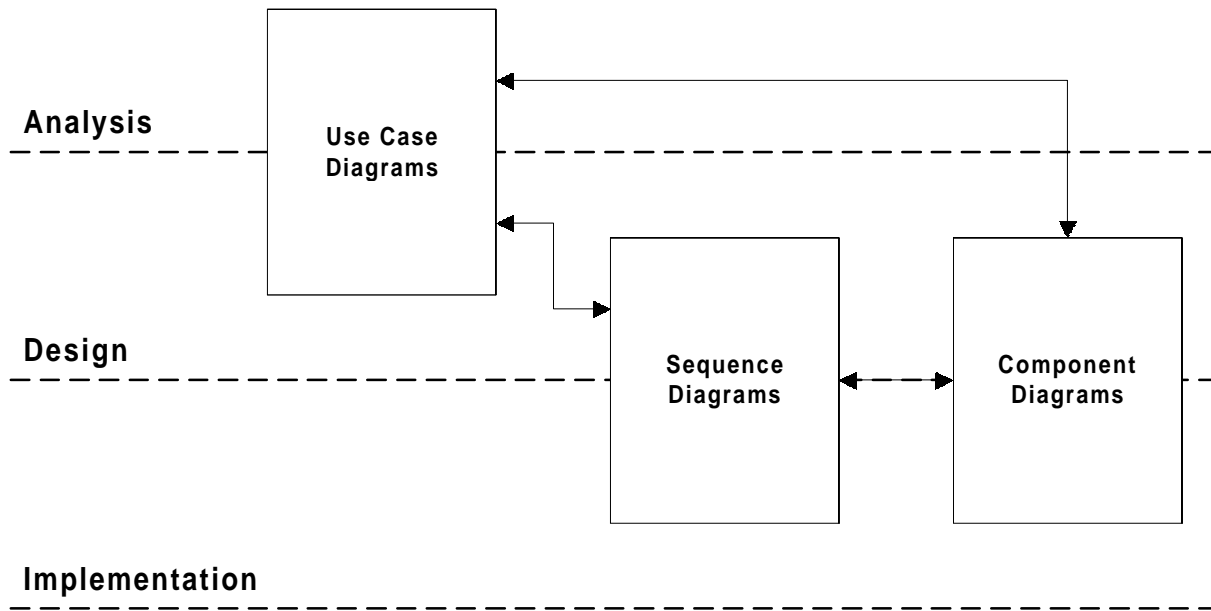 Analysis
Use Case
Diagrams
Design
Sequence
Diagrams
Component
Diagrams
Implementation